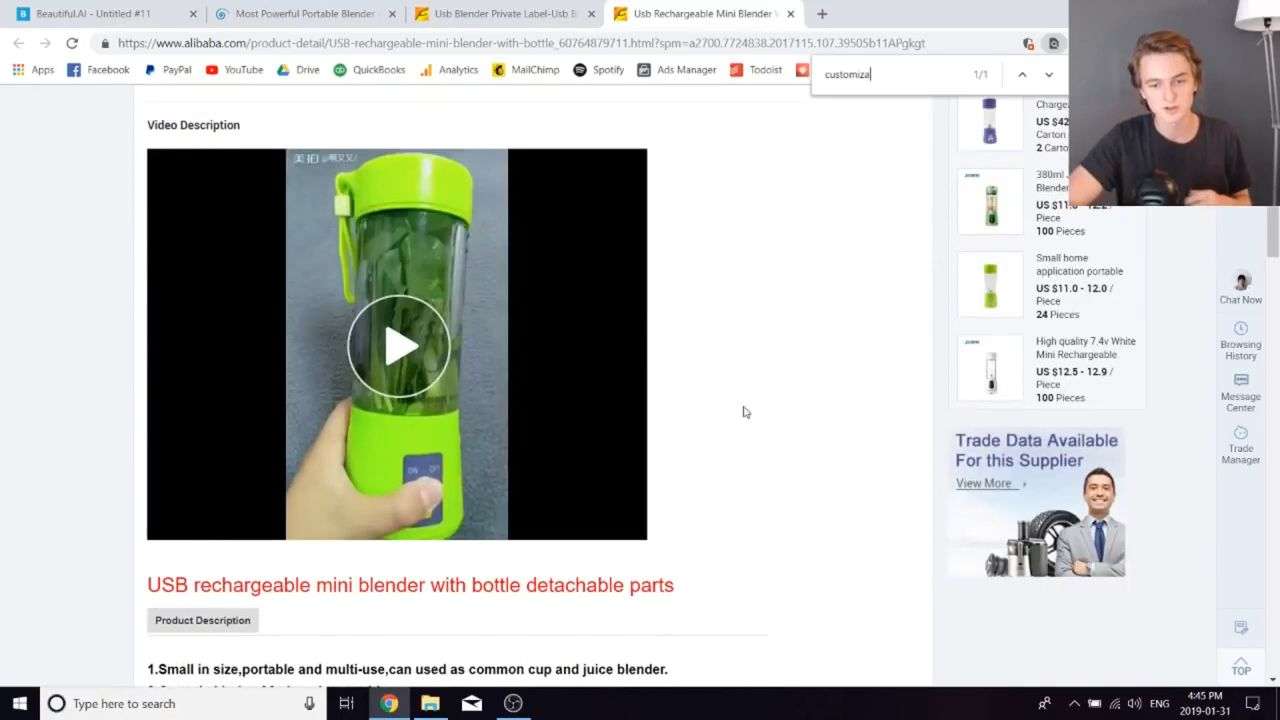 Beautiful.AI - Untitled #11
Most Powerful Portable Blender
Usb Blender Private Label-Usb B
Usb Rechargeable Mini Blender
https://www.alibaba.com/product-detail/USB-rechargeable-mini-blender-with-bottle_60764879711.html?spm=a2700.7724838.2017115.107.39505b11APgkgt
Apps
Facebook
PayPal
YouTube
Drive
QuickBooks
Analytics
MailChimp
Spotify
Ads Manager
Todoist
customiza
1/1
Video Description
ON
USB rechargeable mini blender with bottle detachable parts
Product Description
1.Small in size,portable and multi-use,can used as common cup and juice blender.
US $42
Carton
2 Carto
380ml
Blender
Piece
100 Pieces
Small home
application portable
US $11.0 - 12.0 /
Piece
24 Pieces
High quality 7.4v White
Mini Rechargeable
US $12.5 - 12.9 /
Piece
100 Pieces
Trade Data Available
For this Supplier
View More
Chat Now
Browsing
History
Message
Center
Trade
Manager
TOP
Type here to search
ENG
4:45 PM
2019-01-31